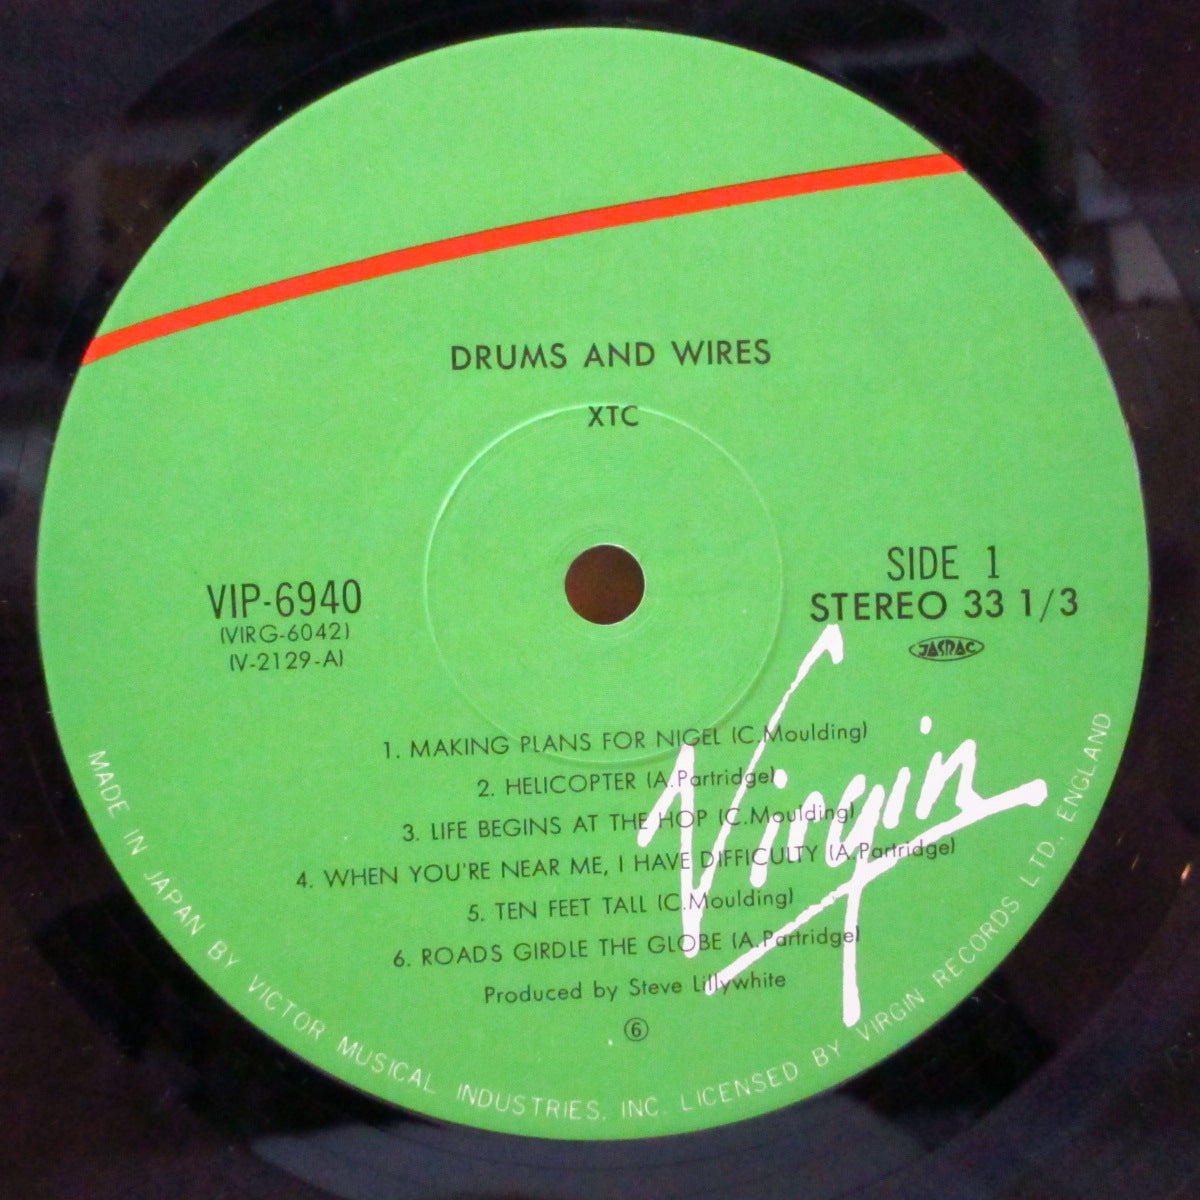 DRUMS AND WIRES
XTC
VIP-6940
(VIRG-6042)
(V-2129-A)
SIDE 1
STEREO 33 1/3
JASRAC
1. MAKING PLANS FOR NIGEL (C.Moulding)
2. HELICOPTER (A.Partridge)
3. LIFE BEGINS AT THE HOP (C.Moulding)
4. WHEN YOU'RE NEAR ME, I HAVE DIFFICULTY (A.Partridge)
5. TEN FEET TALL (C.Moulding)
6. ROADS GIRDLE THE GLOBE (A.Partridge)
Produced by Steve Lillywhite
⑥
Virgin
MADE IN JAPAN BY VICTOR MUSICAL INDUSTRIES, INC. LICENSED BY VIRGIN RECORDS LTD., ENGLAND